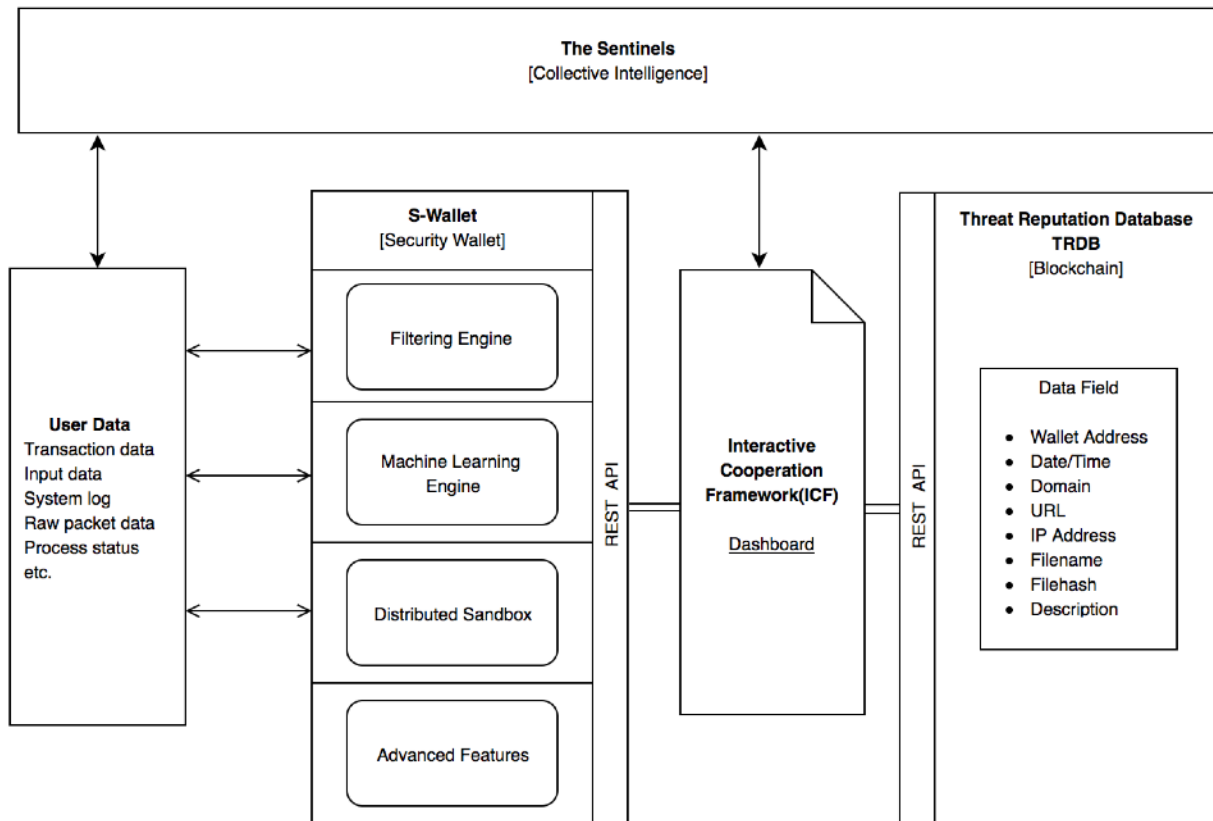 The Sentinels
[Collective Intelligence]
User Data
Transaction data
Input data
System log
Raw packet data
Process status
etc.
S-Wallet
[Security Wallet]
Filtering Engine
Machine Learning
Engine
Distributed Sandbox
Advanced Features
REST API
Interactive
Cooperation
Framework(ICF)
Dashboard
REST API
Threat Reputation Database
TRDB
[Blockchain]
Data Field
• Wallet Address
• Date/Time
• Domain
• URL
• IP Address
• Filename
• Filehash
• Description